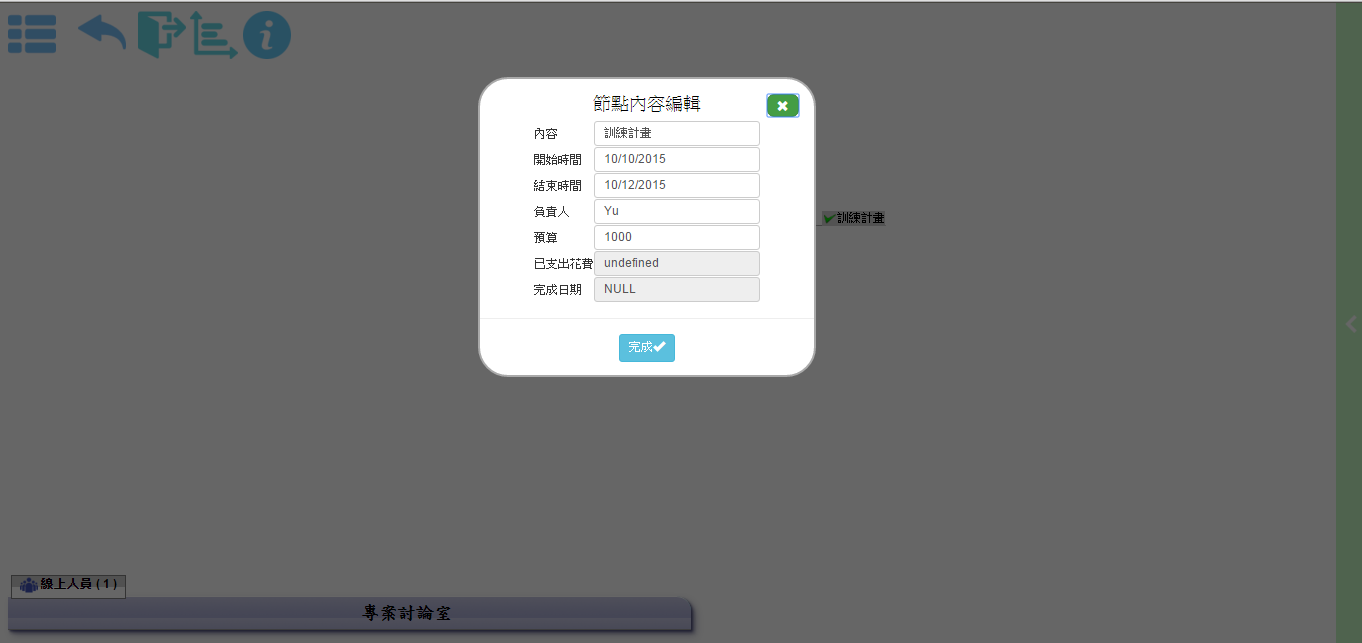 節點內容編輯
內容 訓練計畫
開始時間 10/10/2015
結束時間 10/12/2015
負責人 Yu
預算 1000
已支出花費 undefined
完成日期 NULL
完成
訓練計畫
線上人員 ( 1 )
專案討論室